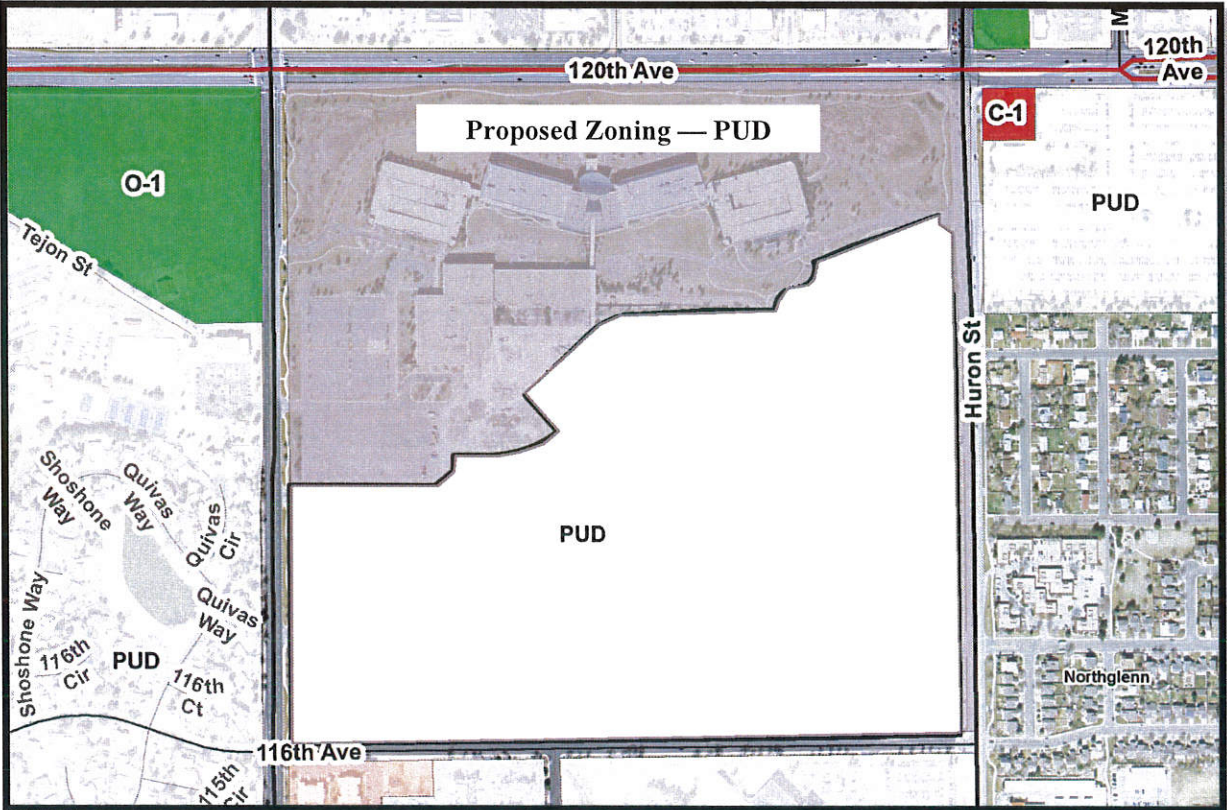 M
120th
Ave
120th Ave
C-1
Proposed Zoning — PUD
O-1
PUD
Tejon St
Huron St
Shoshone
Way
Quivas
Way
Quivas
Cir
PUD
Quivas
Way
Shoshone Way
116th
Cir
PUD
116th
Ct
Northglenn
116th Ave
115th
Cir